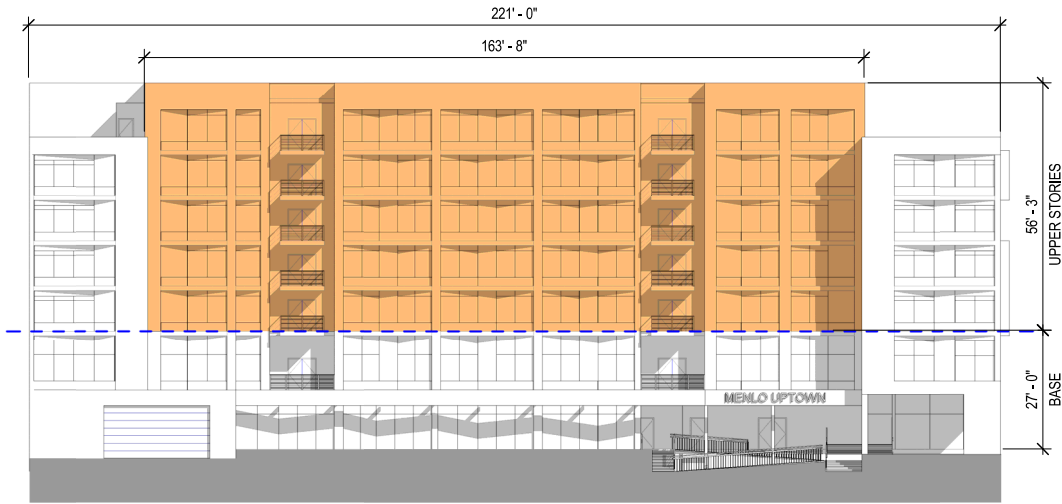 221' - 0"
163' - 8"
56' - 3"
UPPER STORIES
27' - 0"
BASE
MENLO UPTOWN